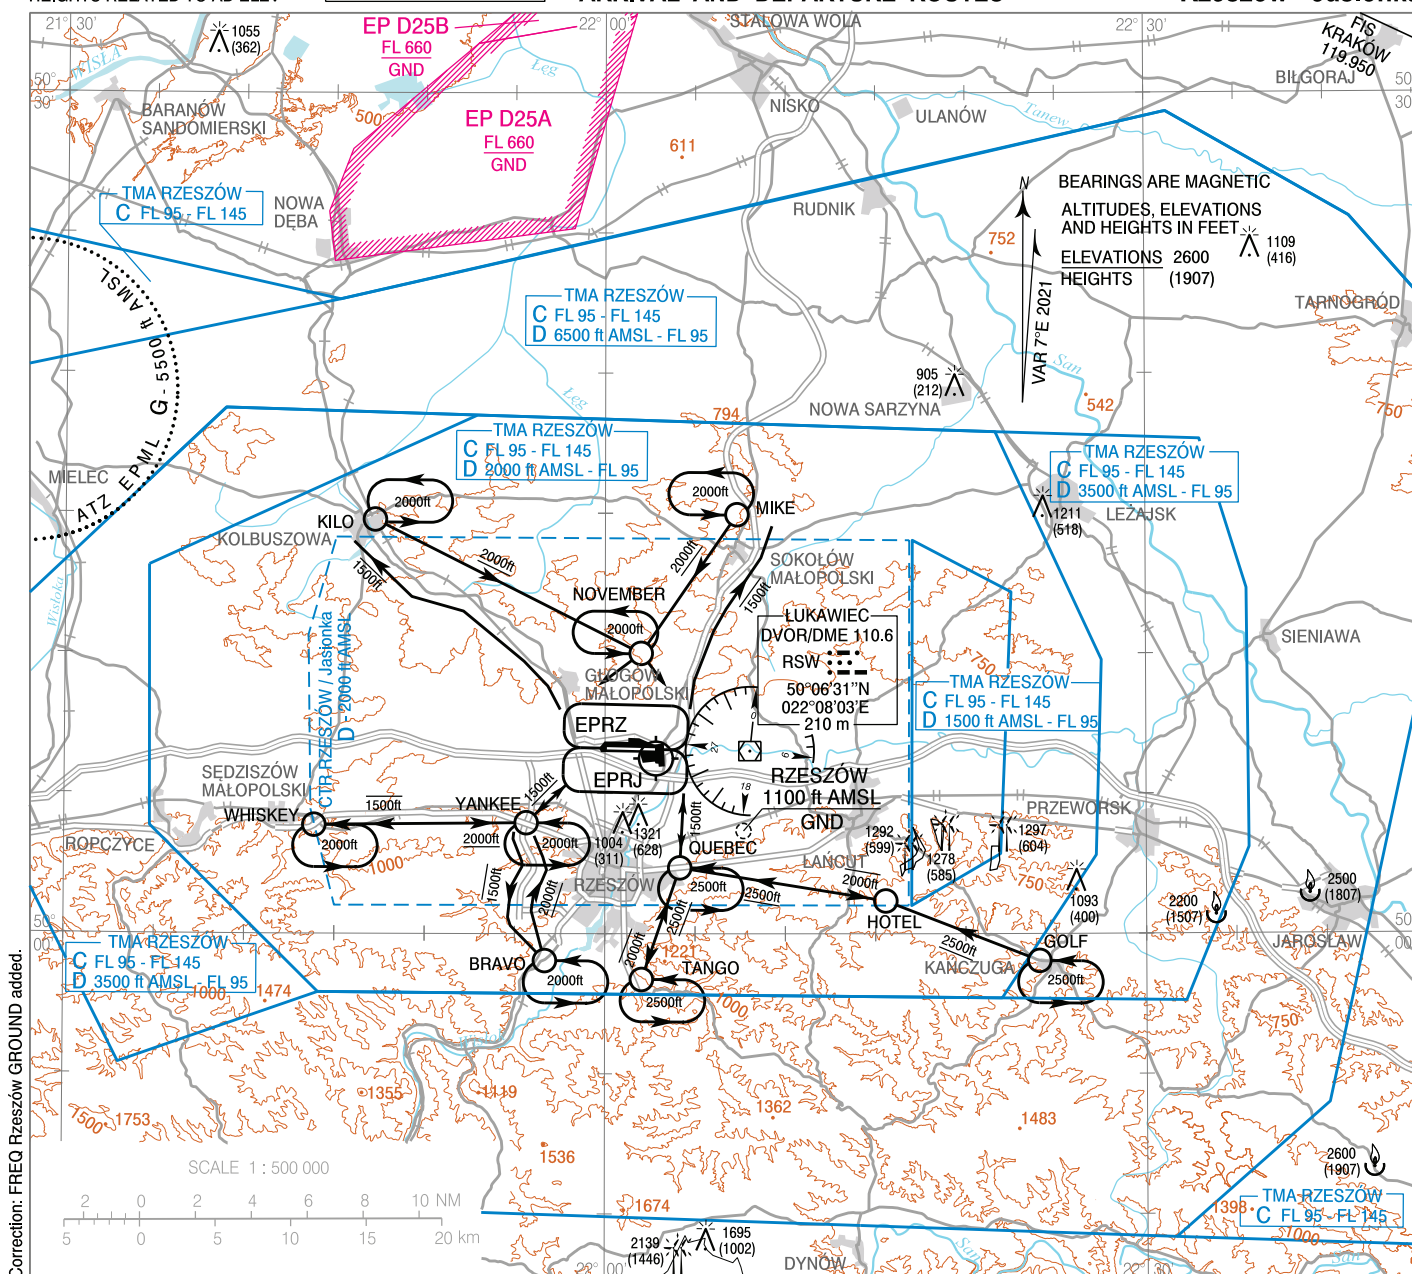 21° 30'
22° 00'
22° 30'
1055
(362)
EP D25B
FL 660
GND
STALOWA WOLA
FIS
KRAKÓW
119.950
WISŁA
Łęg
BIŁGORAJ
50°
39'
50
30
BARANÓW
SANDOMIERSKI
500
EP D25A
FL 660
GND
NISKO
ULANÓW
Tanew
611
TMA RZESZÓW
C FL 95 - FL 145
NOWA
DĘBA
RUDNIK
N
BEARINGS ARE MAGNETIC
ALTITUDES, ELEVATIONS
AND HEIGHTS IN FEET
ELEVATIONS 2600
HEIGHTS (1907)
1109
(416)
752
VAR 7°E 2021
TARNOGRÓD
ATZ EPML G - 5500 ft AMSL
TMA RZESZÓW
C FL 95 - FL 145
D 6500 ft AMSL - FL 95
San
905
(212)
NOWA SARZYNA
542
750
Łęg
794
TMA RZESZÓW
C FL 95 - FL 145
D 2000 ft AMSL - FL 95
TMA RZESZÓW
C FL 95 - FL 145
D 3500 ft AMSL - FL 95
MIELEC
2000ft
2000ft
KILO
MIKE
KOLBUSZOWA
1211
(518)
LEŻAJSK
1500ft
2000ft
2000ft
1500ft
SOKOŁÓW
MAŁOPOLSKI
Wisłoka
NOVEMBER
2000ft
ŁUKAWIEC
DVOR/DME 110.6
RSW
50°06'31"N
022°08'03'E
210 m
SIENIAWA
CTR RZESZÓW / Jasionka
D - 2000 ft AMSL
GŁOGÓW
MAŁOPOLSKI
750
TMA RZESZÓW
C FL 95 - FL 145
D 1500 ft AMSL - FL 95
EPRZ
EPRJ
0
27
9
18
RZESZÓW
1100 ft AMSL
GND
SĘDZISZÓW
MAŁOPOLSKI
1500ft
1500ft
WHISKEY
YANKEE
2000ft
2000ft
2000ft
1500ft
1004
(311)
1321
(628)
QUEBEC
PRZEWORSK
1292
(599)
1278
(585)
1297
(604)
ROPCZYCE
1000
ŁAŃCUT
RZESZÓW
2500ft
2500ft
2000ft
1500ft
2000ft
2500ft
750
1093
(400)
2200
(1507)
2500
(1807)
HOTEL
50°
00'
50
00
TMA RZESZÓW
C FL 95 - FL 145
D 3500 ft AMSL - FL 95
2000ft
1221
2500ft
GOLF
JAROSŁAW
BRAVO
TANGO
KAŃCZUGA
2000ft
2500ft
2500ft
1000
1474
1000
750
1355
1119
1362
1483
1500
1753
1536
SCALE 1 : 500 000
2 0 2 4 6 8 10 NM
5 0 5 10 15 20 km
1674
2600
(1907)
TMA RZESZÓW
C FL 95 - FL 145
1398
1000
2139
(1446)
1695
(1002)
22° 00'
DYNÓW
San
San
22° 30'
Correction: FREQ Rzeszów GROUND added.